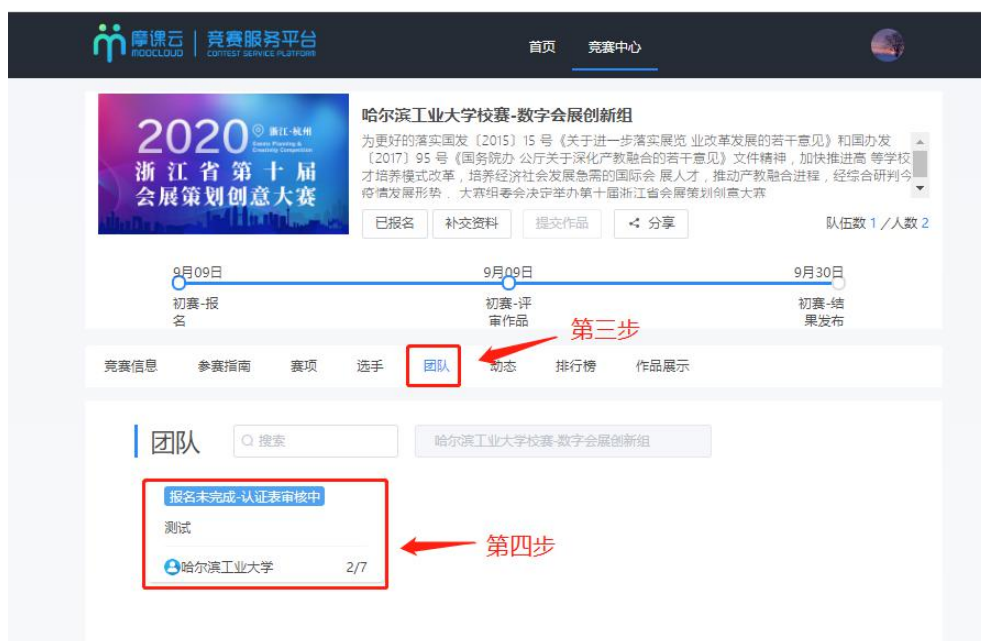 摩课云 竞赛服务平台
MOOCLOUD CONTEST SERVICE PLATFORM
首页 竞赛中心
2020 浙江-杭州
浙江省第十届
会展策划创意大赛
哈尔滨工业大学校赛-数字会展创新组
为更好的落实国发〔2015〕15 号《关于进一步落实展览 业改革发展的若干意见》和国办发
〔2017〕95 号《国务院办 公厅关于深化产教融合的若干意见》文件精神，加快推进高 等学校
才培养模式改革，培养经济社会发展急需的国际会 展人才，推动产教融合进程，经综合研判今
疫情发展形势，大赛组委会决定举办第十届浙江省会展策划创意大赛
已报名 补交资料 提交作品 分享 队伍数 1 /人数 2
9月09日 9月09日 9月30日
初赛-报
名
初赛-评
审作品
初赛-结
果发布
第三步
竞赛信息 参赛指南 赛项 选手 团队 动态 排行榜 作品展示
团队 搜索 哈尔滨工业大学校赛-数字会展创新组
报名未完成-认证表审核中
测试
第四步
哈尔滨工业大学 2/7